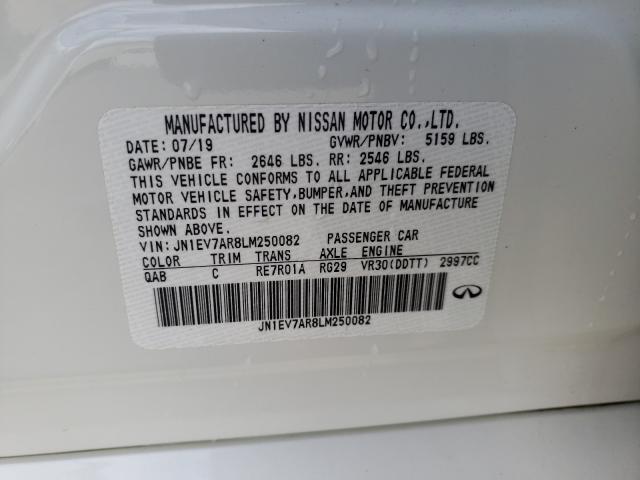 MANUFACTURED BY NISSAN MOTOR CO.,LTD.
DATE: 07/19 GVWR/PNBV: 5159 LBS.
GAWR/PNBE FR: 2646 LBS. RR: 2546 LBS.
THIS VEHICLE CONFORMS TO ALL APPLICABLE FEDERAL
MOTOR VEHICLE SAFETY,BUMPER,AND THEFT PREVENTION
STANDARDS IN EFFECT ON THE DATE OF MANUFACTURE
SHOWN ABOVE.
VIN: JN1EV7AR8LM250082 PASSENGER CAR
COLOR TRIM TRANS AXLE ENGINE
QAB C RE7R01A RG29 VR30(DDTT) 2997CC
JN1EV7AR8LM250082